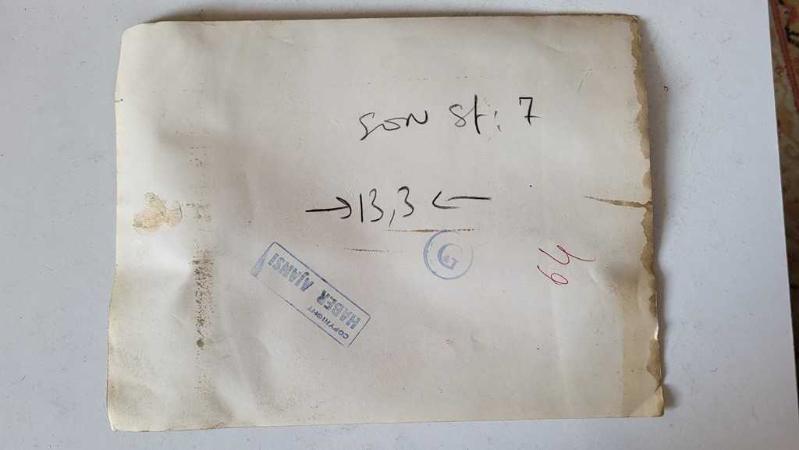 SON St: 7
→13,3←
64
COPYRIGHT
HABER AJANSI